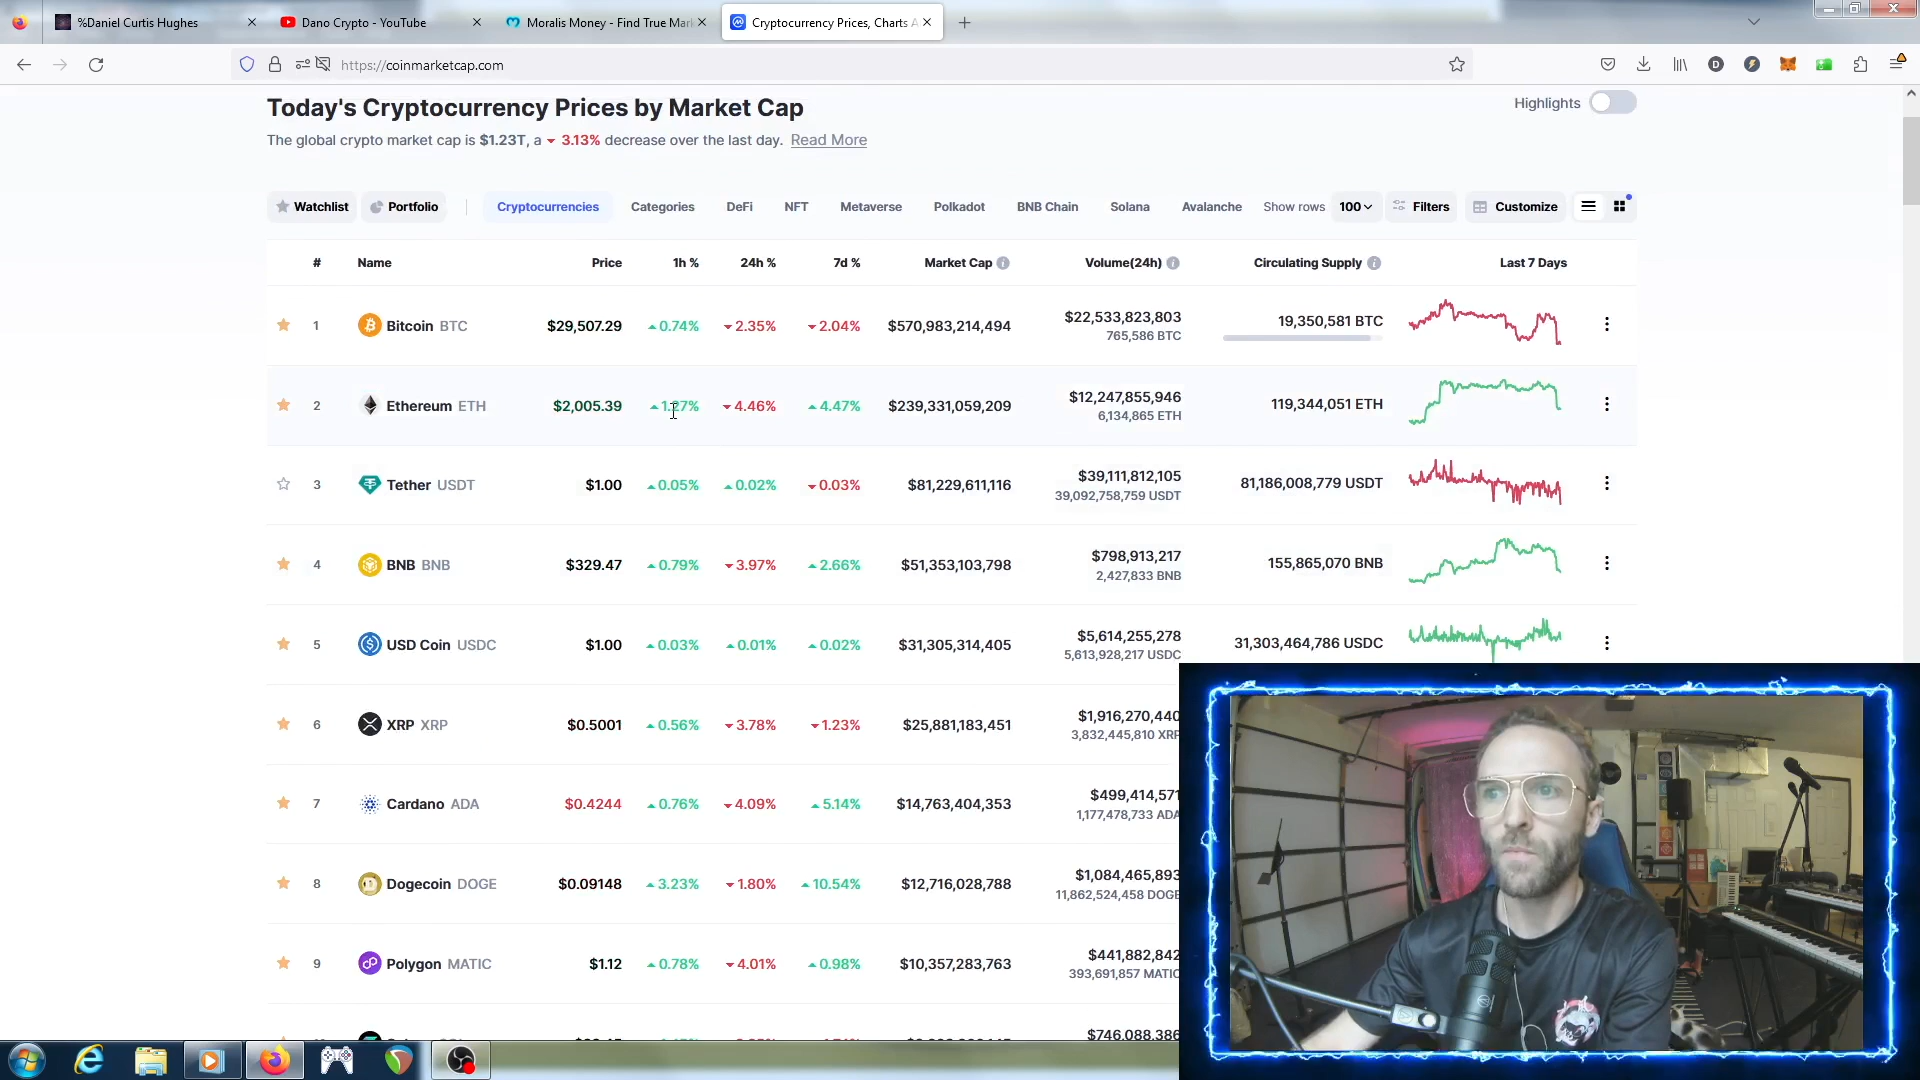 %Daniel Curtis Hughes
Dano Crypto - YouTube
Moralis Money - Find True Mar
Cryptocurrency Prices, Charts A
https://coinmarketcap.com
Today's Cryptocurrency Prices by Market Cap
Highlights
The global crypto market cap is $1.23T, a 3.13% decrease over the last day. Read More
Watchlist Portfolio Cryptocurrencies Categories DeFi NFT Metaverse Polkadot BNB Chain Solana Avalanche Show rows 100 Filters Customize
# Name Price 1h % 24h % 7d % Market Cap Volume(24h) Circulating Supply Last 7 Days
1 Bitcoin BTC $29,507.29 0.74% 2.35% 2.04% $570,983,214,494 $22,533,823,803 19,350,581 BTC
765,586 BTC
2 Ethereum ETH $2,005.39 1.27% 4.46% 4.47% $239,331,059,209 $12,247,855,946 119,344,051 ETH
6,134,865 ETH
3 Tether USDT $1.00 0.05% 0.02% 0.03% $81,229,611,116 $39,111,812,105 81,186,008,779 USDT
39,092,758,759 USDT
4 BNB BNB $329.47 0.79% 3.97% 2.66% $51,353,103,798 $798,913,217 155,865,070 BNB
2,427,833 BNB
5 USD Coin USDC $1.00 0.03% 0.01% 0.02% $31,305,314,405 $5,614,255,278 31,303,464,786 USDC
5,613,928,217 USDC
6 XRP XRP $0.5001 0.56% 3.78% 1.23% $25,881,183,451 $1,916,270,440
3,832,445,810 XRP
7 Cardano ADA $0.4244 0.76% 4.09% 5.14% $14,763,404,353 $499,414,571
1,177,478,733 ADA
8 Dogecoin DOGE $0.09148 3.23% 1.80% 10.54% $12,716,028,788 $1,084,465,893
11,862,524,458 DOGE
9 Polygon MATIC $1.12 0.78% 4.01% 0.98% $10,357,283,763 $441,882,842
393,691,857 MATIC
$746,088,386